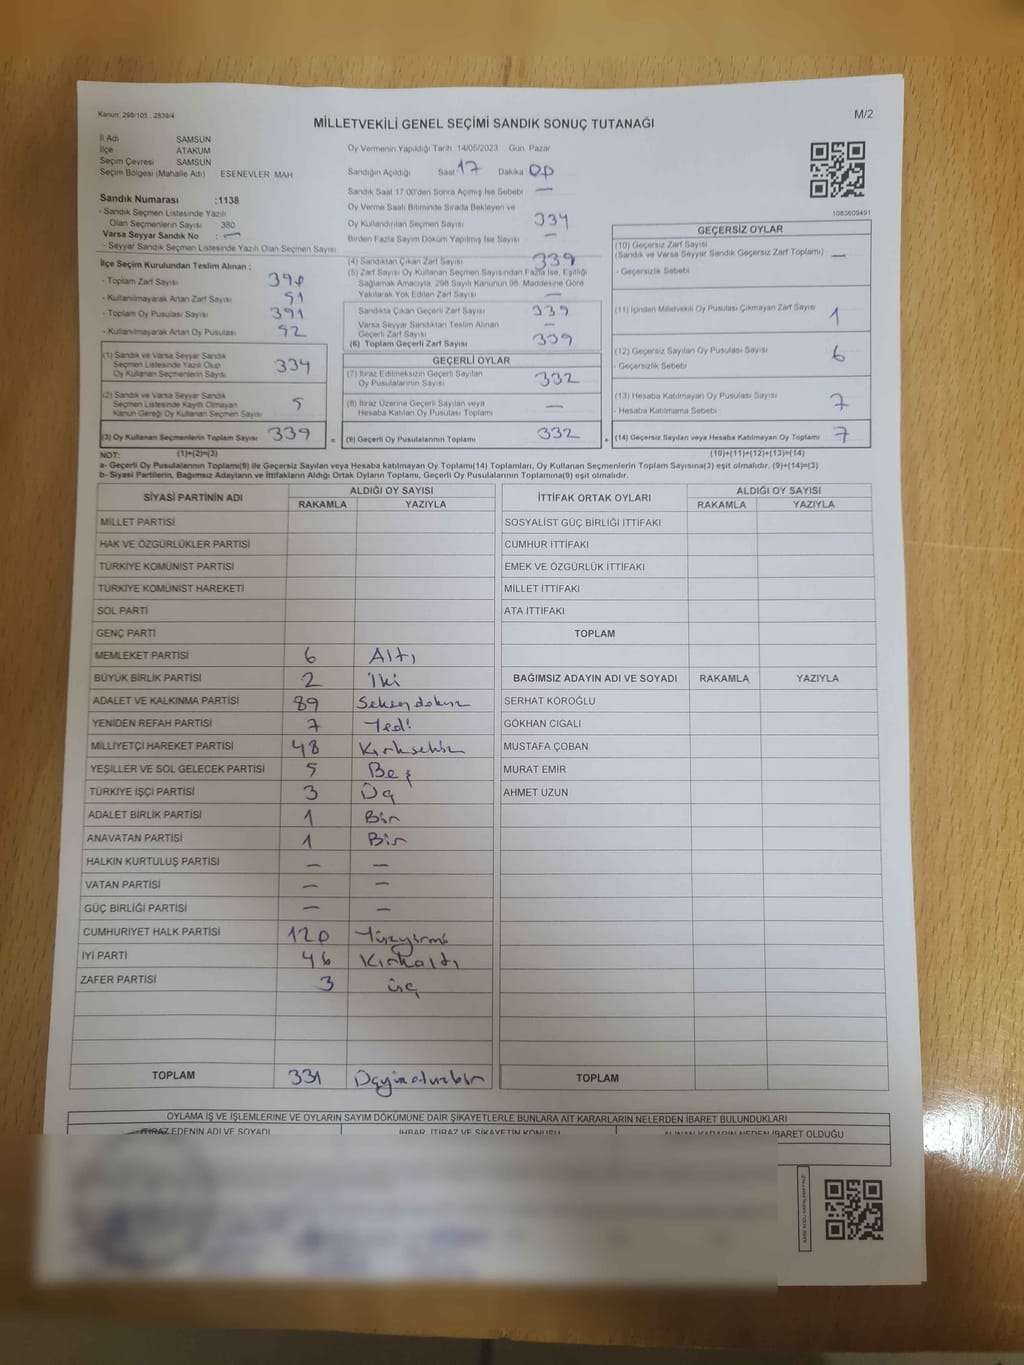 Kanun: 298/105 , 2839/4
M/2
MİLLETVEKİLİ GENEL SEÇİMİ SANDIK SONUÇ TUTANAĞI
İl Adı SAMSUN
İlçe ATAKUM
Seçim Çevresi SAMSUN
Seçim Bölgesi (Mahalle Adı) ESENEVLER MAH
Sandık Numarası :1138
- Sandık Seçmen Listesinde Yazılı
Olan Seçmenlerin Sayısı 380
Varsa Seyyar Sandık No : —
- Seyyar Sandık Seçmen Listesinde Yazılı Olan Seçmen Sayısı
Oy Vermenin Yapıldığı Tarih 14/05/2023 Gün Pazar
Sandığın Açıldığı Saat 17 Dakika 00
Sandık Saat 17.00'den Sonra Açılmış İse Sebebi —
Oy Verme Saati Bitiminde Sırada Bekleyen ve
Oy Kullandırılan Seçmen Sayısı 334
Birden Fazla Sayım Döküm Yapılmış İse Sayısı —
1083609491
İlçe Seçim Kurulundan Teslim Alınan :
- Toplam Zarf Sayısı 390
- Kullanılmayarak Artan Zarf Sayısı 51
- Toplam Oy Pusulası Sayısı 391
- Kullanılmayarak Artan Oy Pusulası 52
(1) Sandık ve Varsa Seyyar Sandık
Seçmen Listesinde Yazılı Olup
Oy Kullanan Seçmenlerin Sayısı 334
(2) Sandık ve Varsa Seyyar Sandık
Seçmen Listesinde Kayıtlı Olmayan
Kanun Gereği Oy Kullanan Seçmen Sayısı 5
(3) Oy Kullanan Seçmenlerin Toplam Sayısı 339 =
(4) Sandıktan Çıkan Zarf Sayısı 339
(5) Zarf Sayısı Oy Kullanan Seçmen Sayısından Fazla İse, Eşitliği
Sağlamak Amacıyla, 298 Sayılı Kanunun 98. Maddesine Göre
Yakılarak Yok Edilen Zarf Sayısı —
Sandıkta Çıkan Geçerli Zarf Sayısı 339
Varsa Seyyar Sandıktan Teslim Alınan
Geçerli Zarf Sayısı —
(6) Toplam Geçerli Zarf Sayısı 339
GEÇERLİ OYLAR
(7) İtiraz Edilmeksizin Geçerli Sayılan
Oy Pusulalarının Sayısı 332
(8) İtiraz Üzerine Geçerli Sayılan veya
Hesaba Katılan Oy Pusulası Toplamı —
(9) Geçerli Oy Pusulalarının Toplamı 332 +
GEÇERSİZ OYLAR
(10) Geçersiz Zarf Sayısı
(Sandık ve Varsa Seyyar Sandık Geçersiz Zarf Toplamı) —
- Geçersizlik Sebebi
(11) İçinden Milletvekili Oy Pusulası Çıkmayan Zarf Sayısı 1
(12) Geçersiz Sayılan Oy Pusulası Sayısı 6
- Geçersizlik Sebebi
(13) Hesaba Katılmayan Oy Pusulası Sayısı 7
- Hesaba Katılmama Sebebi
(14) Geçersiz Sayılan veya Hesaba Katılmayan Oy Toplamı 7
NOT: (1)+(2)=(3) (10)+(11)+(12)+(13)=(14)
a- Geçerli Oy Pusulalarının Toplamı(9) ile Geçersiz Sayılan veya Hesaba katılmayan Oy Toplamı(14) Toplamları, Oy Kullanan Seçmenlerin Toplam Sayısına(3) eşit olmalıdır. (9)+(14)=(3)
b- Siyasi Partilerin, Bağımsız Adayların ve İttifakların Aldığı Ortak Oyların Toplamı, Geçerli Oy Pusulalarının Toplamına(9) eşit olmalıdır.
SİYASİ PARTİNİN ADI ALDIĞI OY SAYISI
RAKAMLA YAZIYLA
MİLLET PARTİSİ
HAK VE ÖZGÜRLÜKLER PARTİSİ
TÜRKİYE KOMÜNİST PARTİSİ
TÜRKİYE KOMÜNİST HAREKETİ
SOL PARTİ
GENÇ PARTİ
MEMLEKET PARTİSİ 6 Altı
BÜYÜK BİRLİK PARTİSİ 2 İki
ADALET VE KALKINMA PARTİSİ 89 Seksendokuz
YENİDEN REFAH PARTİSİ 7 Yedi
MİLLİYETÇİ HAREKET PARTİSİ 48 Kırksekiz
YEŞİLLER VE SOL GELECEK PARTİSİ 5 Beş
TÜRKİYE İŞÇİ PARTİSİ 3 Üç
ADALET BİRLİK PARTİSİ 1 Bir
ANAVATAN PARTİSİ 1 Bir
HALKIN KURTULUŞ PARTİSİ — —
VATAN PARTİSİ — —
GÜÇ BİRLİĞİ PARTİSİ — —
CUMHURİYET HALK PARTİSİ 120 Yüzyirmi
İYİ PARTİ 46 Kırkaltı
ZAFER PARTİSİ 3 üç
TOPLAM 331 Üçyüzotuzbir
İTTİFAK ORTAK OYLARI ALDIĞI OY SAYISI
RAKAMLA YAZIYLA
SOSYALİST GÜÇ BİRLİĞİ İTTİFAKI
CUMHUR İTTİFAKI
EMEK VE ÖZGÜRLÜK İTTİFAKI
MİLLET İTTİFAKI
ATA İTTİFAKI
TOPLAM
BAĞIMSIZ ADAYIN ADI VE SOYADI RAKAMLA YAZIYLA
SERHAT KÖROĞLU
GÖKHAN CIGALI
MUSTAFA ÇOBAN
MURAT EMİR
AHMET UZUN
TOPLAM
OYLAMA İŞ VE İŞLEMLERİNE VE OYLARIN SAYIM DÖKÜMÜNE DAİR ŞİKAYETLERLE BUNLARA AİT KARARLARIN NELERDEN İBARET BULUNDUKLARI
İTİRAZ EDENİN ADI VE SOYADI İHBAR, İTİRAZ VE ŞİKAYETİN KONUSU ALINAN KARARIN NEDEN İBARET OLDUĞU